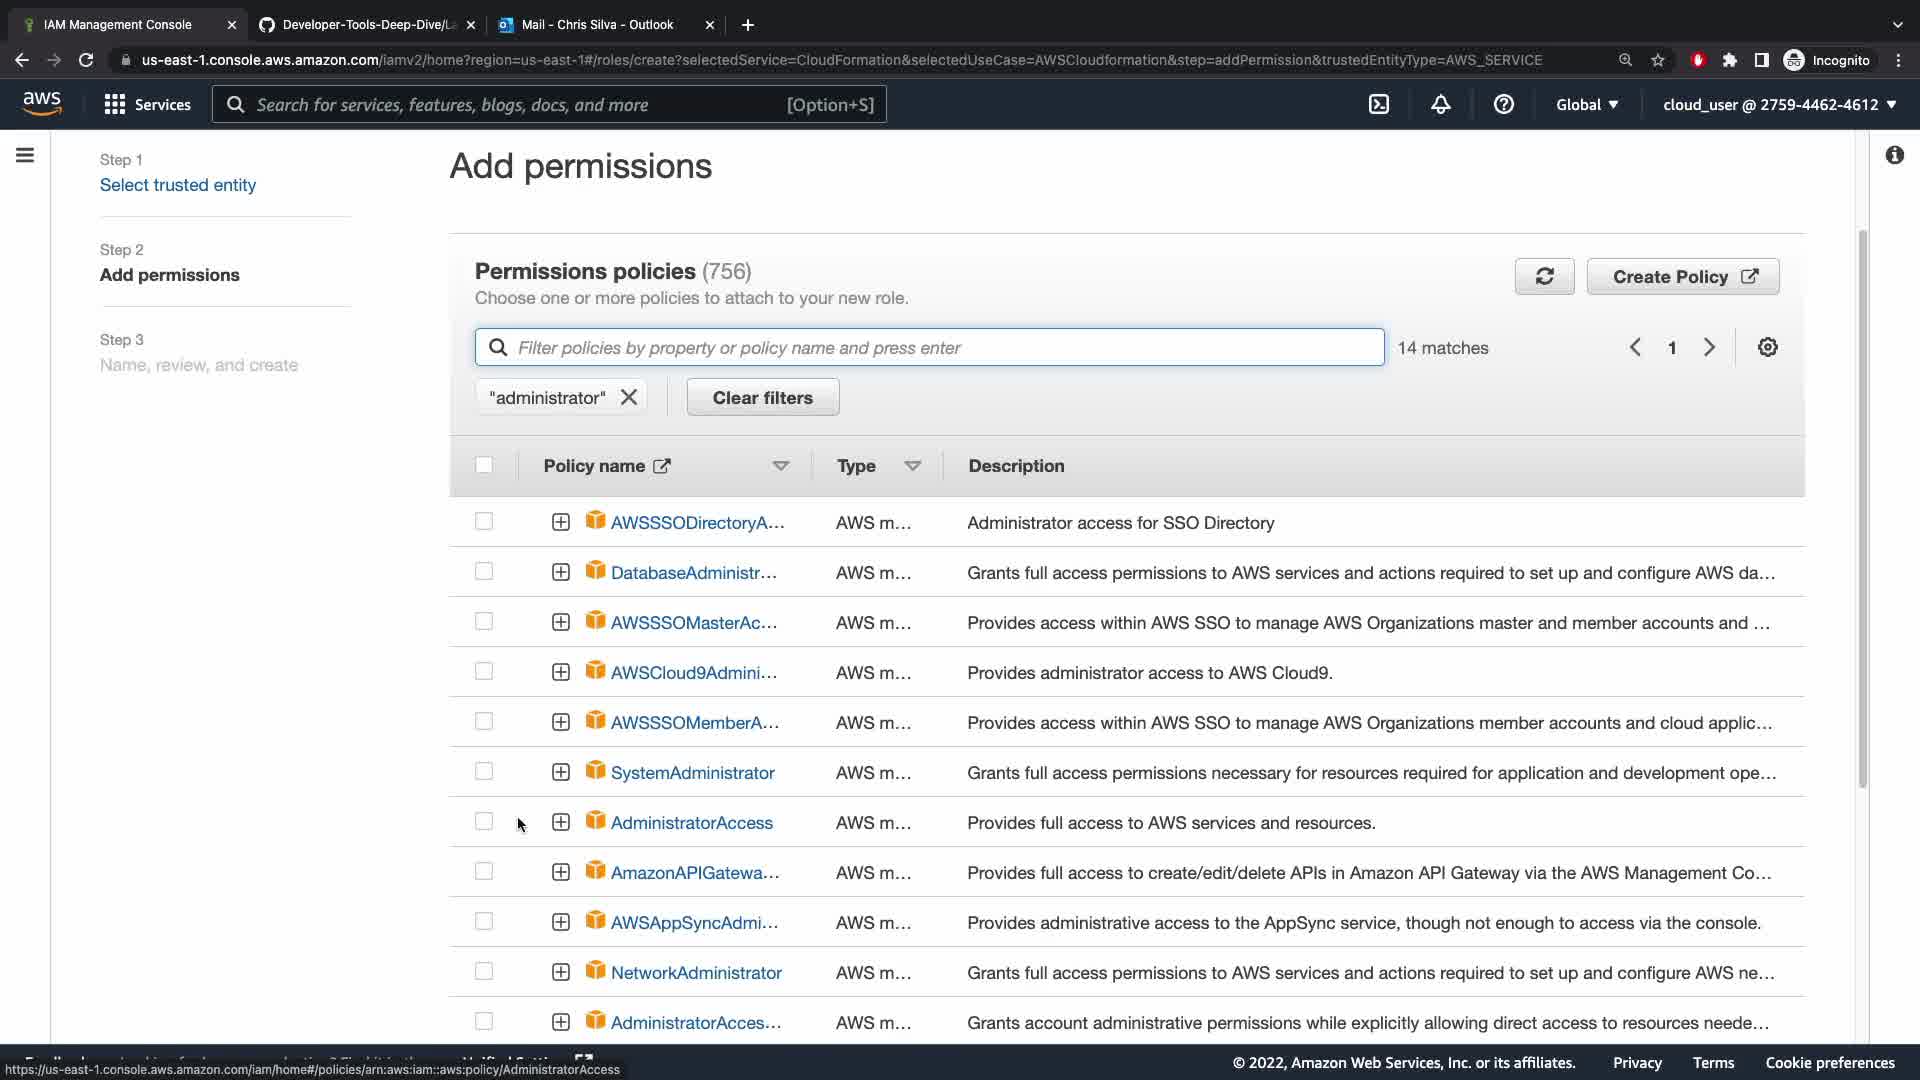 IAM Management Console
Developer-Tools-Deep-Dive/La
Mail - Chris Silva - Outlook
us-east-1.console.aws.amazon.com/iamv2/home?region=us-east-1#/roles/create?selectedService=CloudFormation&selectedUseCase=AWSCloudformation&step=addPermission&trustedEntityType=AWS_SERVICE
Incognito
aws
Services
Search for services, features, blogs, docs, and more
[Option+S]
Global
cloud_user @ 2759-4462-4612
Step 1
Select trusted entity
Step 2
Add permissions
Step 3
Name, review, and create
Add permissions
Permissions policies (756)
Choose one or more policies to attach to your new role.
Create Policy
Filter policies by property or policy name and press enter
14 matches
1
"administrator"
Clear filters
Policy name
Type
Description
AWSSSODirectoryA... AWS m... Administrator access for SSO Directory
DatabaseAdministr... AWS m... Grants full access permissions to AWS services and actions required to set up and configure AWS da...
AWSSSOMasterAc... AWS m... Provides access within AWS SSO to manage AWS Organizations master and member accounts and ...
AWSCloud9Admini... AWS m... Provides administrator access to AWS Cloud9.
AWSSSOMemberA... AWS m... Provides access within AWS SSO to manage AWS Organizations member accounts and cloud applic...
SystemAdministrator AWS m... Grants full access permissions necessary for resources required for application and development ope...
AdministratorAccess AWS m... Provides full access to AWS services and resources.
AmazonAPIGatewa... AWS m... Provides full access to create/edit/delete APIs in Amazon API Gateway via the AWS Management Co...
AWSAppSyncAdmi... AWS m... Provides administrative access to the AppSync service, though not enough to access via the console.
NetworkAdministrator AWS m... Grants full access permissions to AWS services and actions required to set up and configure AWS ne...
AdministratorAcces... AWS m... Grants account administrative permissions while explicitly allowing direct access to resources neede...
https://us-east-1.console.aws.amazon.com/iam/home#/policies/arn:aws:iam::aws:policy/AdministratorAccess
© 2022, Amazon Web Services, Inc. or its affiliates.
Privacy
Terms
Cookie preferences